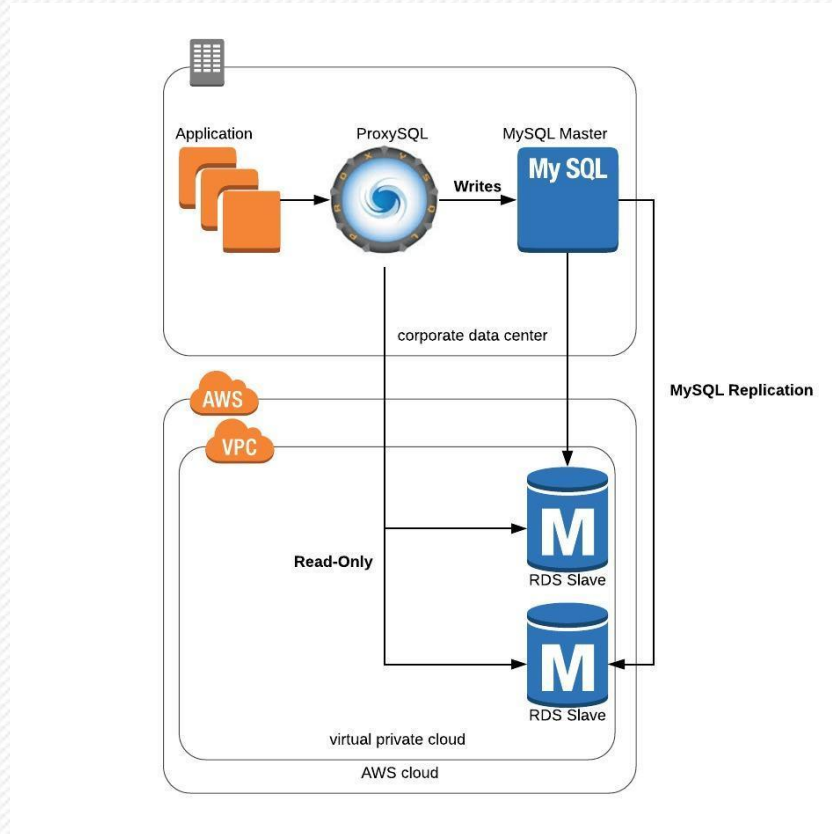 Application
ProxySQL
MySQL Master
PROXYSQL
Writes
My SQL
corporate data center
MySQL Replication
AWS
VPC
M
RDS Slave
Read-Only
M
RDS Slave
virtual private cloud
AWS cloud